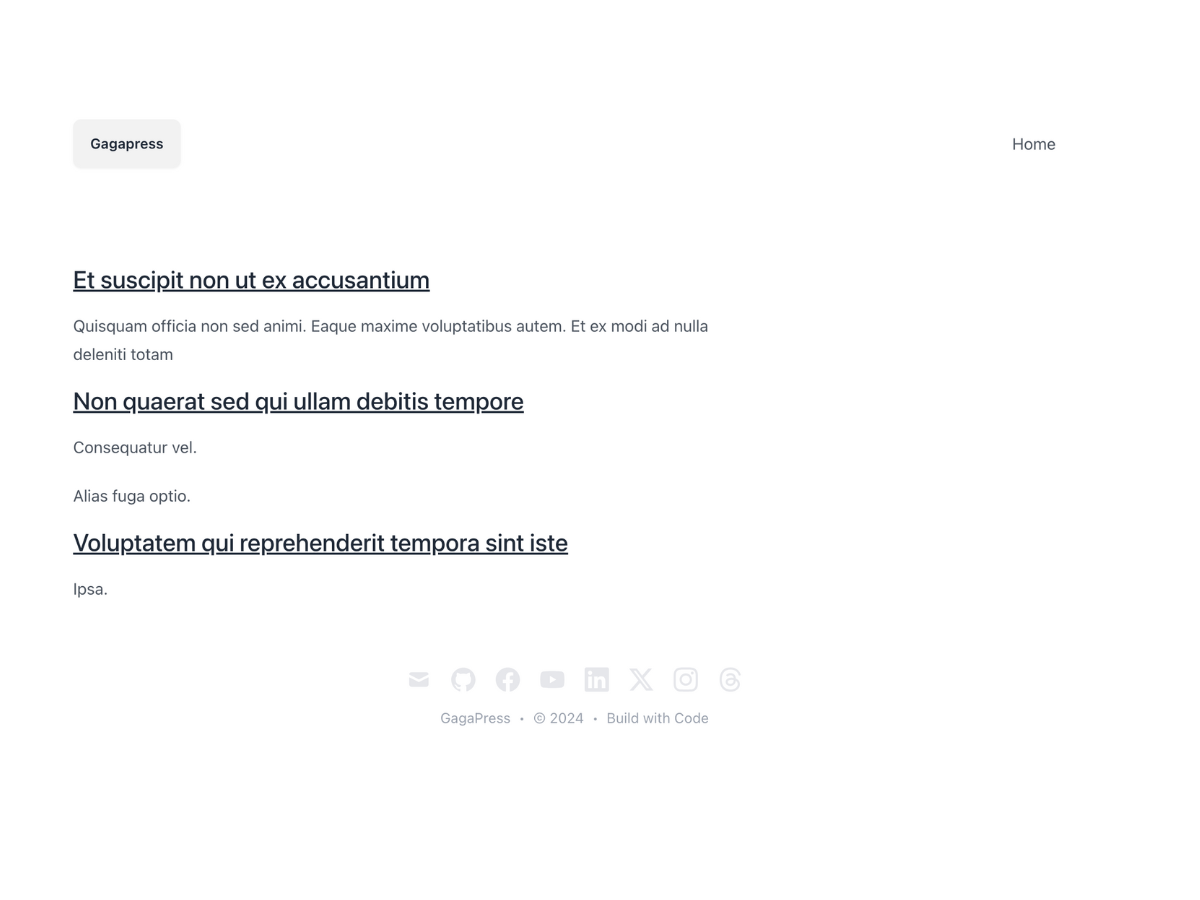 Gagapress
Home
Et suscipit non ut ex accusantium
Quisquam officia non sed animi. Eaque maxime voluptatibus autem. Et ex modi ad nulla
deleniti totam
Non quaerat sed qui ullam debitis tempore
Consequatur vel.
Alias fuga optio.
Voluptatem qui reprehenderit tempora sint iste
Ipsa.
GagaPress • © 2024 • Build with Code